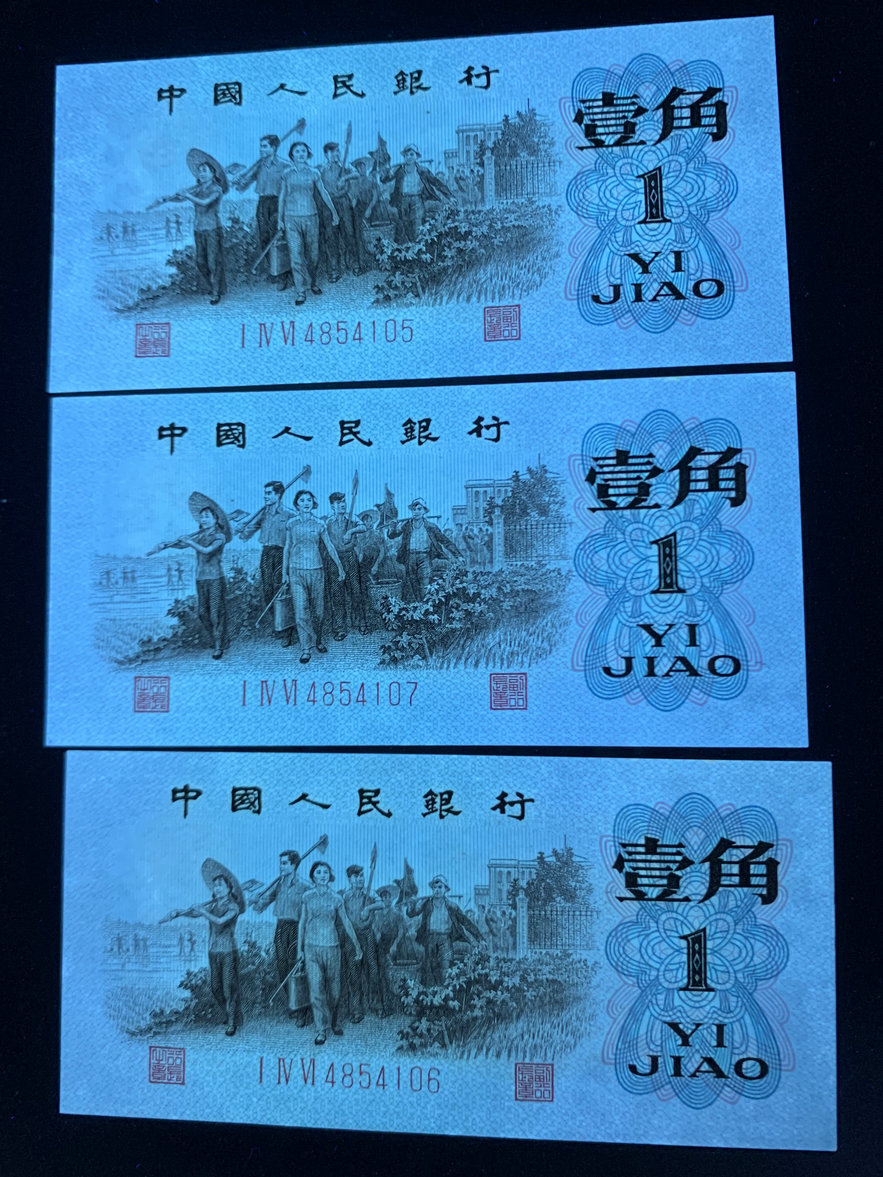 中國人民銀行
壹角
1
YI
JIAO
I IV VI 4854105
中國人民銀行
壹角
1
YI
JIAO
I IV VI 4854107
中國人民銀行
壹角
1
YI
JIAO
I IV VI 4854106